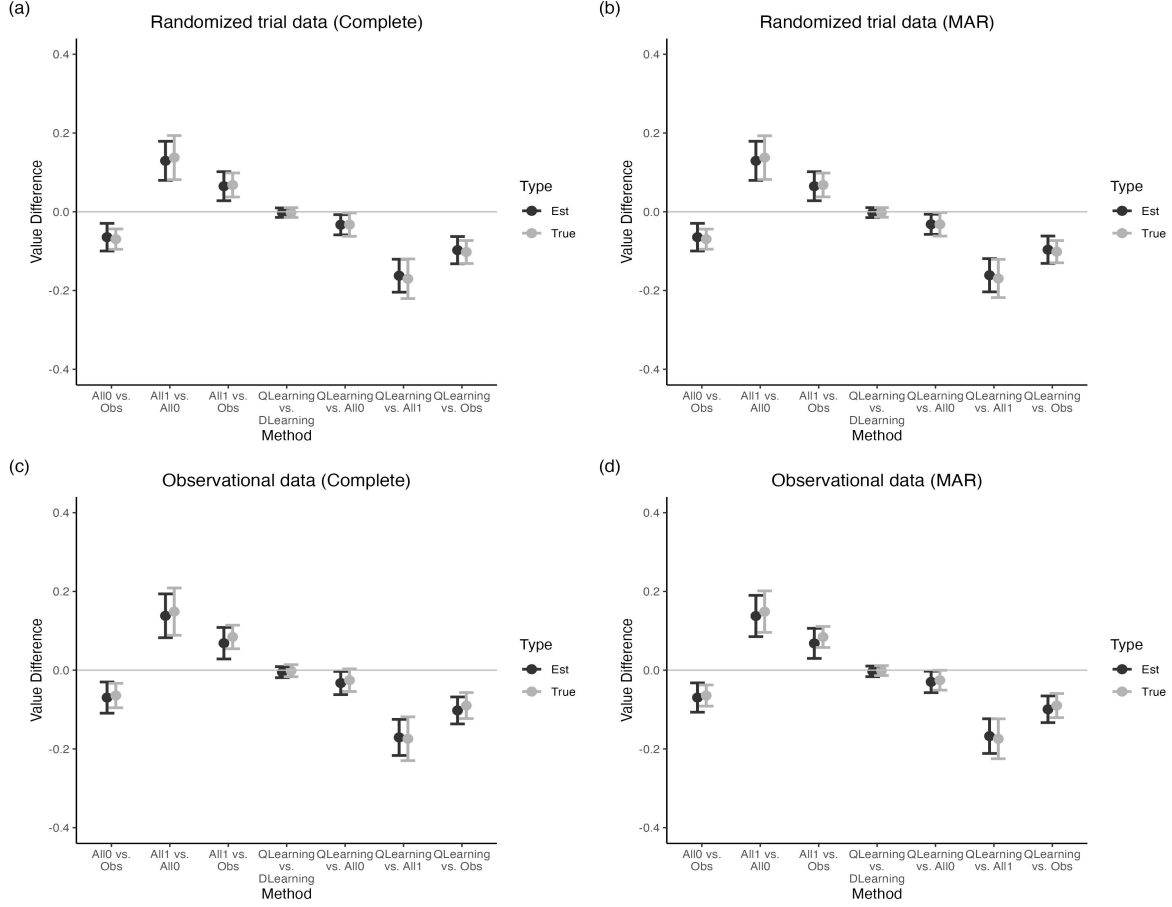 (a)
Randomized trial data (Complete)
0.4
0.2
0.0
-0.2
-0.4
Value Difference
All0 vs. Obs
All1 vs. All0
All1 vs. Obs
QLearning vs. DLearning
QLearning vs. All0
QLearning vs. All1
QLearning vs. Obs
Method
Type
Est
True
(b)
Randomized trial data (MAR)
0.4
0.2
0.0
-0.2
-0.4
Value Difference
All0 vs. Obs
All1 vs. All0
All1 vs. Obs
QLearning vs. DLearning
QLearning vs. All0
QLearning vs. All1
QLearning vs. Obs
Method
Type
Est
True
(c)
Observational data (Complete)
0.4
0.2
0.0
-0.2
-0.4
Value Difference
All0 vs. Obs
All1 vs. All0
All1 vs. Obs
QLearning vs. DLearning
QLearning vs. All0
QLearning vs. All1
QLearning vs. Obs
Method
Type
Est
True
(d)
Observational data (MAR)
0.4
0.2
0.0
-0.2
-0.4
Value Difference
All0 vs. Obs
All1 vs. All0
All1 vs. Obs
QLearning vs. DLearning
QLearning vs. All0
QLearning vs. All1
QLearning vs. Obs
Method
Type
Est
True